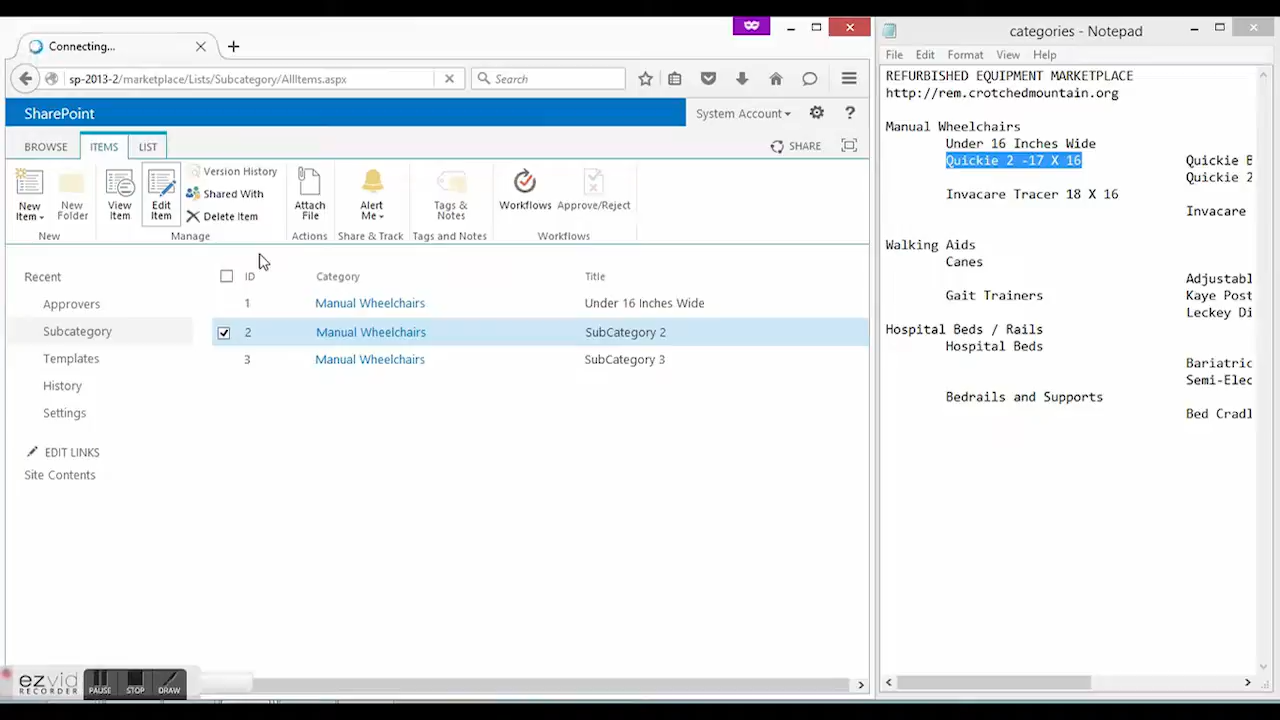 Connecting...
sp-2013-2/marketplace/Lists/Subcategory/AllItems.aspx
Search
SharePoint
System Account
?
BROWSE
ITEMS
LIST
SHARE
New Item
New Folder
View Item
Edit Item
Version History
Shared With
Delete Item
Attach File
Alert Me
Tags & Notes
Workflows
Approve/Reject
New
Manage
Actions
Share & Track
Tags and Notes
Workflows
Recent
Approvers
Subcategory
Templates
History
Settings
EDIT LINKS
Site Contents
ID Category Title
1 Manual Wheelchairs Under 16 Inches Wide
2 Manual Wheelchairs SubCategory 2
3 Manual Wheelchairs SubCategory 3
ezvid
RECORDER
PAUSE STOP DRAW
categories - Notepad
File Edit Format View Help
REFURBISHED EQUIPMENT MARKETPLACE
http://rem.crotchedmountain.org
Manual Wheelchairs
Under 16 Inches Wide
Quickie 2 -17 X 16 Quickie B
Quickie 2
Invacare Tracer 18 X 16
Invacare
Walking Aids
Canes
Adjustabl
Gait Trainers Kaye Post
Leckey Di
Hospital Beds / Rails
Hospital Beds
Bariatric
Semi-Elec
Bedrails and Supports
Bed Cradl